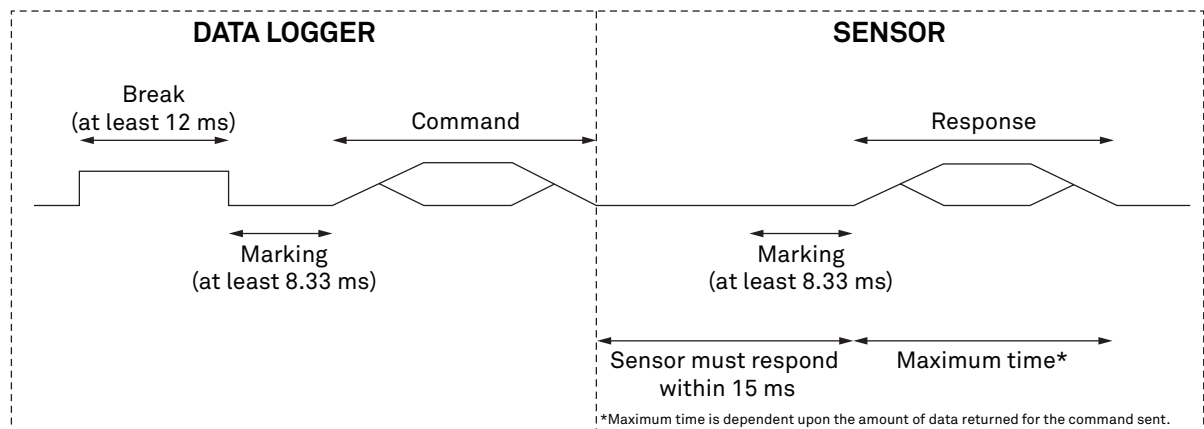 DATA LOGGER
SENSOR
Break
(at least 12 ms)
Command
Response
Marking
(at least 8.33 ms)
Marking
(at least 8.33 ms)
Sensor must respond
within 15 ms
Maximum time*
*Maximum time is dependent upon the amount of data returned for the command sent.